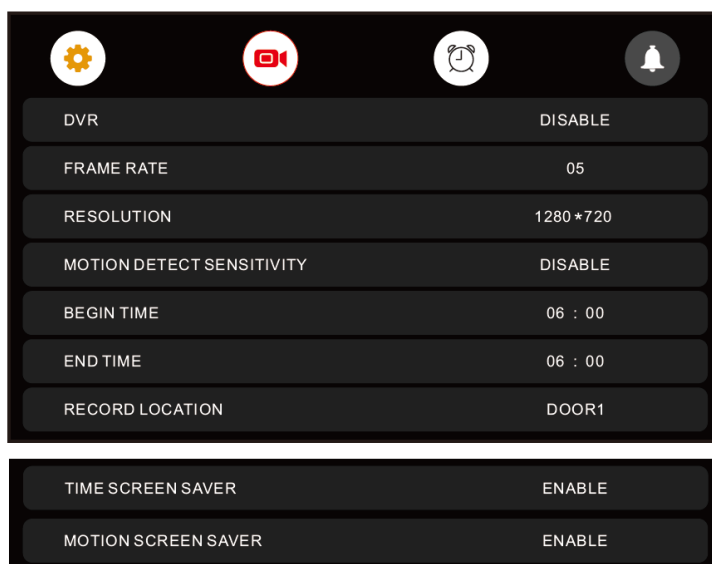 DVR DISABLE
FRAME RATE 05
RESOLUTION 1280*720
MOTION DETECT SENSITIVITY DISABLE
BEGIN TIME 06 : 00
END TIME 06 : 00
RECORD LOCATION DOOR1
TIME SCREEN SAVER ENABLE
MOTION SCREEN SAVER ENABLE